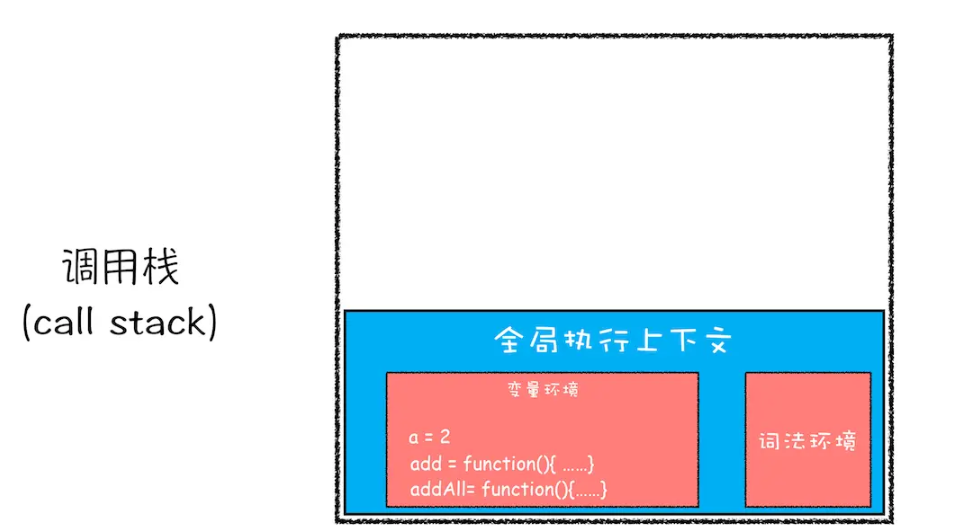 调用栈
(call stack)
全局执行上下文
变量环境
a = 2
add = function(){ ......}
addAll= function(){......}
词法环境